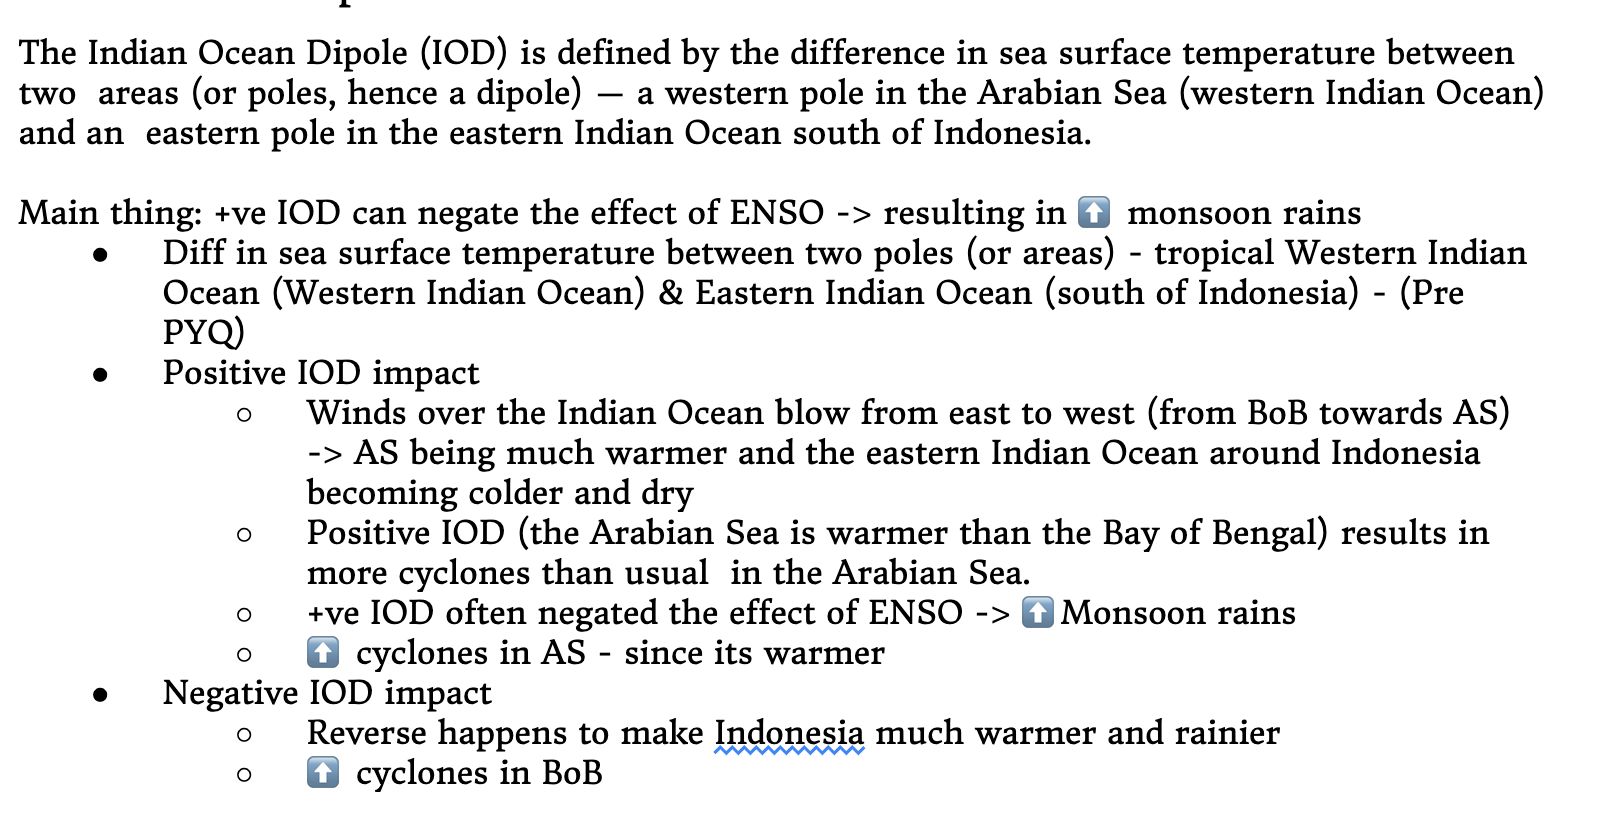 The Indian Ocean Dipole (IOD) is defined by the difference in sea surface temperature between
two  areas (or poles, hence a dipole) — a western pole in the Arabian Sea (western Indian Ocean)
and an  eastern pole in the eastern Indian Ocean south of Indonesia.
Main thing: +ve IOD can negate the effect of ENSO -> resulting in ⬆️ monsoon rains
● Diff in sea surface temperature between two poles (or areas) - tropical Western Indian
Ocean (Western Indian Ocean) & Eastern Indian Ocean (south of Indonesia) - (Pre
PYQ)
● Positive IOD impact
○ Winds over the Indian Ocean blow from east to west (from BoB towards AS)
-> AS being much warmer and the eastern Indian Ocean around Indonesia
becoming colder and dry
○ Positive IOD (the Arabian Sea is warmer than the Bay of Bengal) results in
more cyclones than usual  in the Arabian Sea.
○ +ve IOD often negated the effect of ENSO -> ⬆️ Monsoon rains
○ ⬆️ cyclones in AS - since its warmer
● Negative IOD impact
○ Reverse happens to make Indonesia much warmer and rainier
○ ⬆️ cyclones in BoB